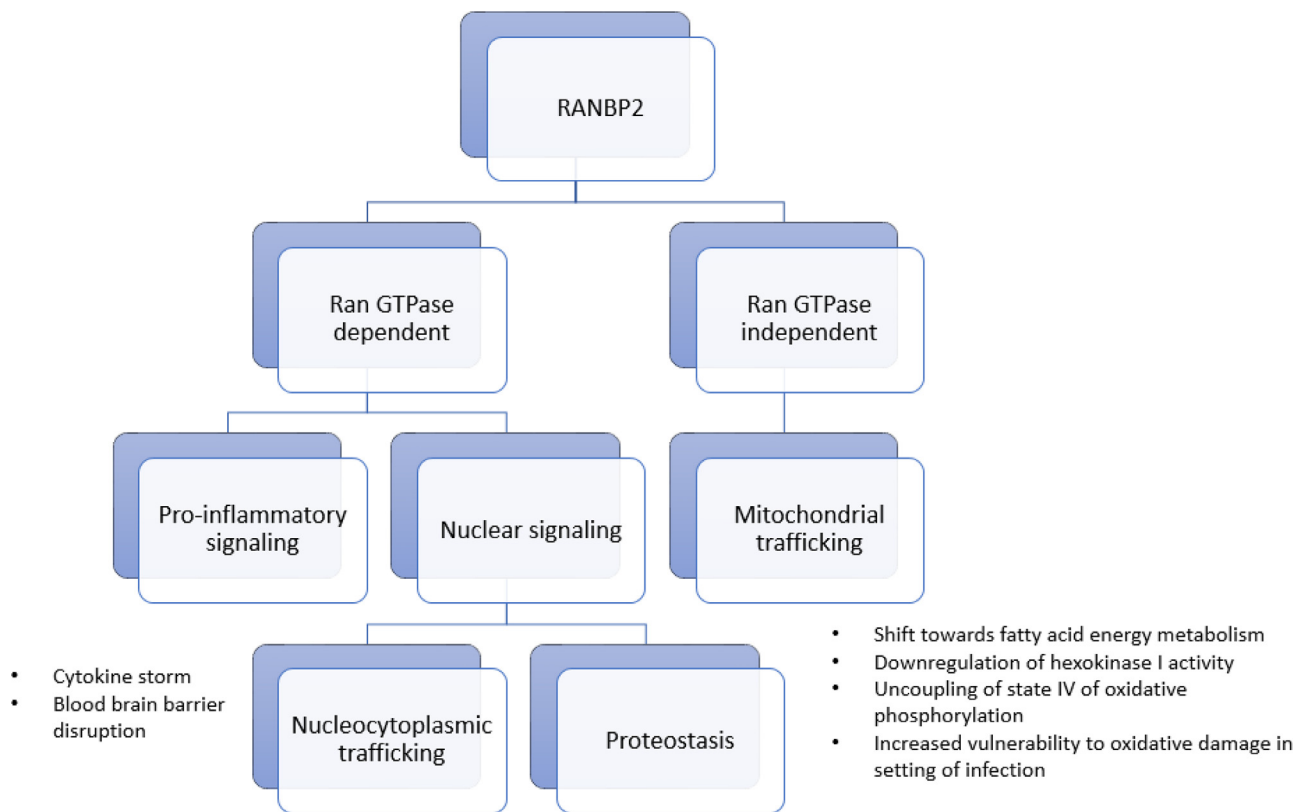 RANBP2
Ran GTPase
dependent
Ran GTPase
independent
Pro-inflammatory
signaling
Nuclear signaling
Mitochondrial
trafficking
• Cytokine storm
• Blood brain barrier
disruption
Nucleocytoplasmic
trafficking
Proteostasis
• Shift towards fatty acid energy metabolism
• Downregulation of hexokinase I activity
• Uncoupling of state IV of oxidative
phosphorylation
• Increased vulnerability to oxidative damage in
setting of infection